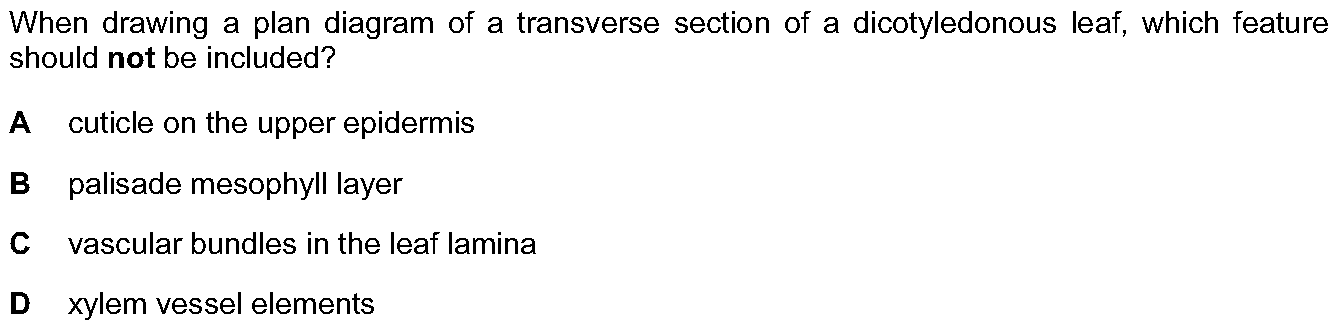 When drawing a plan diagram of a transverse section of a dicotyledonous leaf, which feature
should not be included?
A cuticle on the upper epidermis
B palisade mesophyll layer
C vascular bundles in the leaf lamina
D xylem vessel elements